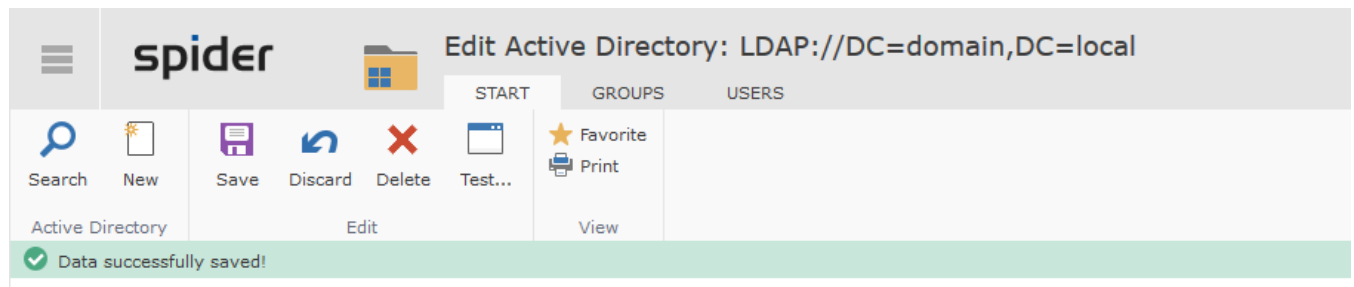 spider
Edit Active Directory: LDAP://DC=domain,DC=local
START GROUPS USERS
Search New Save Discard Delete Test... Favorite
Print
Active Directory Edit View
Data successfully saved!